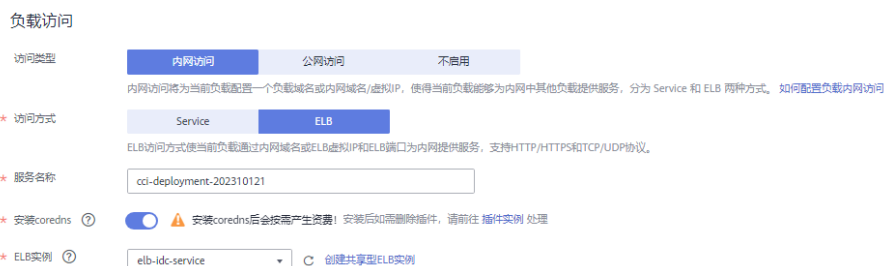 负载访问
访问类型 内网访问 公网访问 不启用
内网访问将为当前负载配置一个负载域名或内网域名/虚拟IP，使得当前负载能够为内网中其他负载提供服务，分为 Service 和 ELB 两种方式。 如何配置负载内网访问
* 访问方式 Service ELB
ELB访问方式使当前负载通过内网域名或ELB虚拟IP和ELB端口为内网提供服务，支持HTTP/HTTPS和TCP/UDP协议。
* 服务名称 cci-deployment-202310121
* 安装coredns ? 安装coredns后会按需产生资费！安装后如需删除插件，请前往 插件实例 处理
* ELB实例 ? elb-idc-service 创建共享型ELB实例